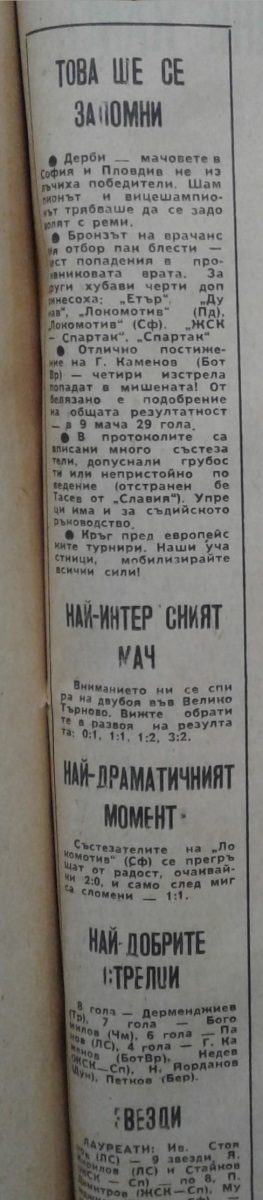 ТОВА ЩЕ СЕ
ЗАПОМНИ
● Дерби — мачовете в
София и Пловдив не из
лъчиха победители. Шам
пионът и вицешампио
нът трябваше да се задо
волят с реми.
● Бронзът на врачанс
кия отбор пак блести —
шест попадения в про
тивниковата врата. За
други хубави черти доп
ринесоха: „Етър", „Ду
нав", „Локомотив" (Пд),
„Локомотив" (Сф), „ЖСК —
Спартак", „Спартак"
● Отлично постиже
ние на Г. Каменов (Бот
Вр) — четири изстрела
попадат в мишената! От
белязано е подобрение
на общата резултатност —
в 9 мача 29 гола.
● В протоколите са
вписани много състеза
тели, допуснали грубос
ти или непристойно по
ведение (отстранен бе
Тасев от „Славия"). Упре
ци има и за съдийското
ръководство.
● Кръг пред европейс
ките турнири. Наши уча
стници, мобилизирайте
всички сили!
НАЙ-ИНТЕР СНИЯТ
МАЧ
Вниманието ни се спи
ра на двубоя във Велико
Търново. Вижте обрати
те в развоя на резулта
та: 0:1, 1:1, 1:2, 3:2.
НАЙ-ДРАМАТИЧНИЯТ
МОМЕНТ
Състезателите на „Ло
комотив" (Сф) се прегръ
щат от радост, очаквай
ки 2:0, и само след миг
са сломени — 1:1.
НАЙ-ДОБРИТЕ
СТРЕЛЦИ
8 гола — Дерменджиев
(Тр), 7 гола — Бого
милов (Чм), 6 гола — Па
нов (ЛС), 4 гола — Г. Ка
менов (БотВр), Недев
(ЖСК—Сп), Н. Йорданов
(Дун), Петков (Бер).
ЗВЕЗДИ
ЛАУРЕАТИ: Ив. Стоя
(ЛС) — 9 звезди, Я.
(ЛС) и Стайков
(ЖСК — Сп) — по 8, П.
Димитров (ЖСК—Сп), Му